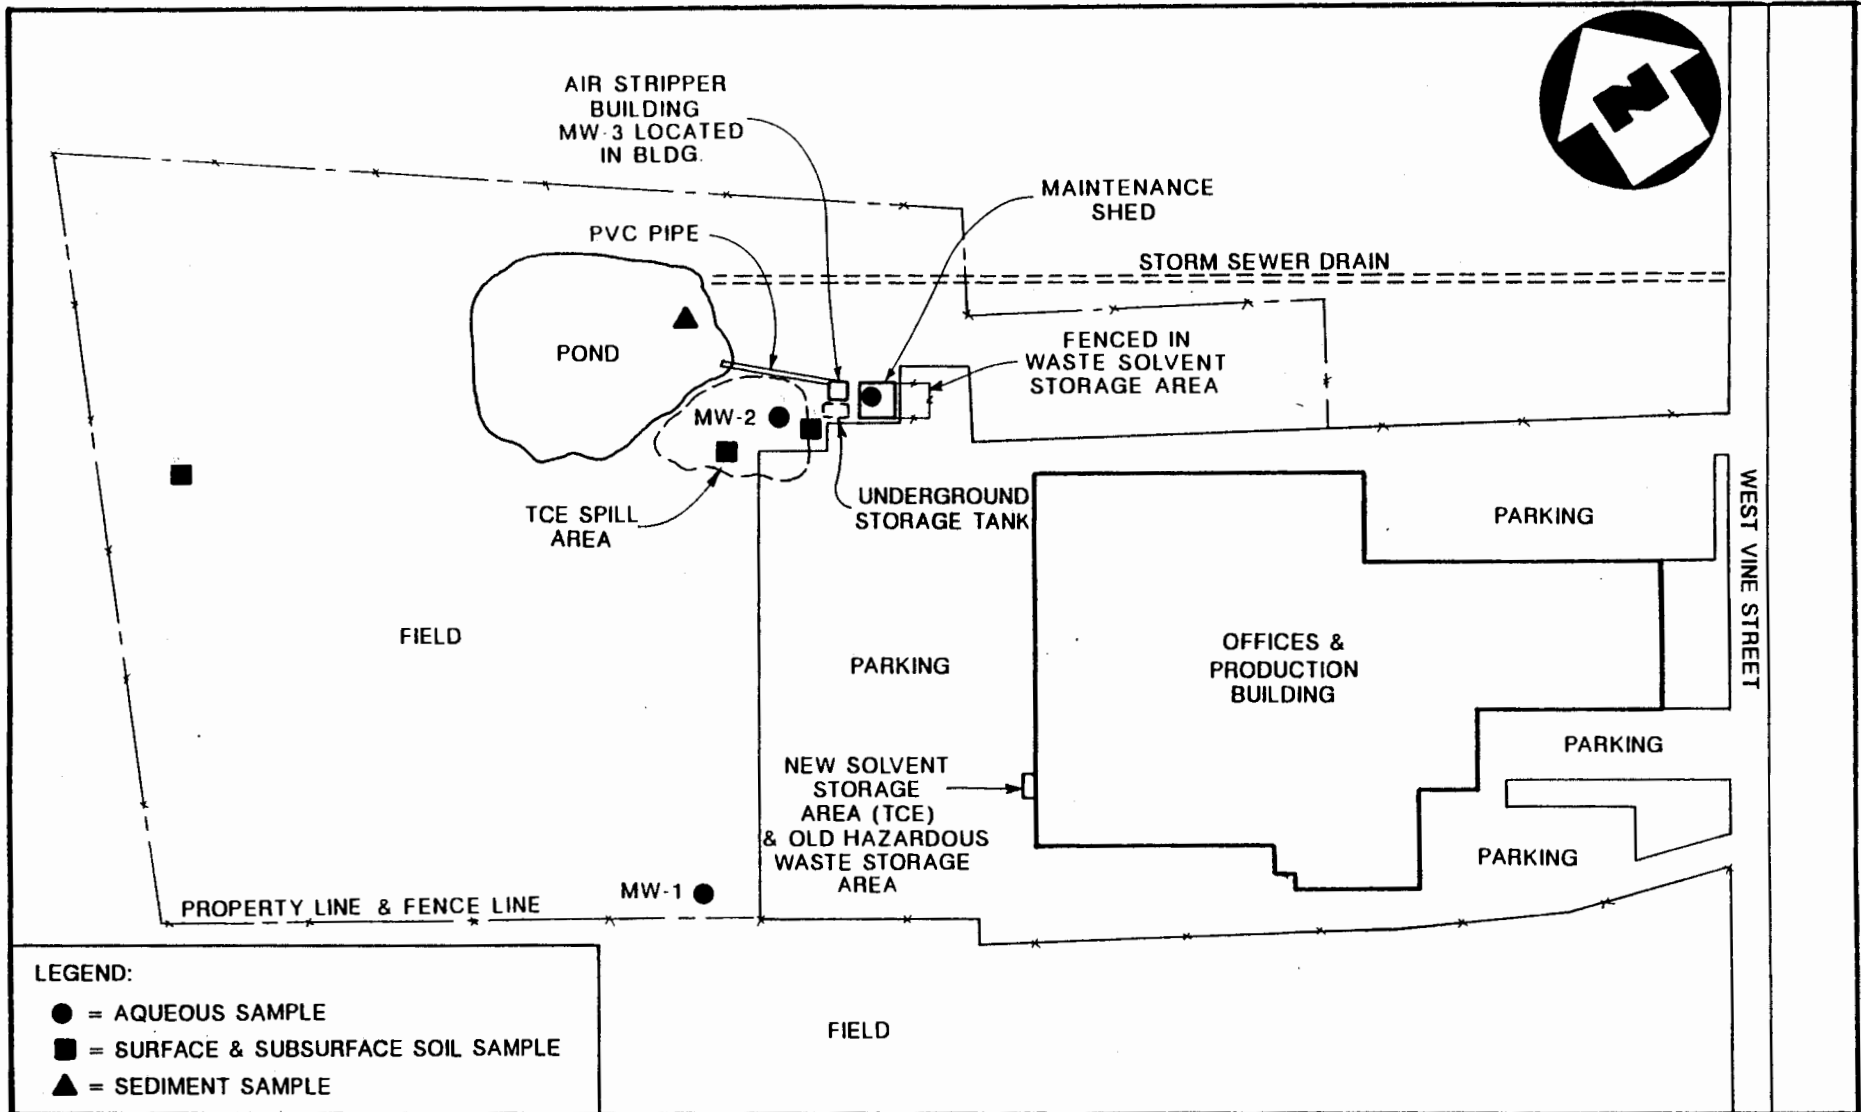 AIR STRIPPER
BUILDING
MW-3 LOCATED
IN BLDG.
N
MAINTENANCE
SHED
PVC PIPE
STORM SEWER DRAIN
POND
FENCED IN
WASTE SOLVENT
STORAGE AREA
MW-2
UNDERGROUND
STORAGE TANK
TCE SPILL
AREA
PARKING
WEST VINE STREET
FIELD
PARKING
OFFICES &
PRODUCTION
BUILDING
PARKING
NEW SOLVENT
STORAGE
AREA (TCE)
& OLD HAZARDOUS
WASTE STORAGE
AREA
PARKING
MW-1
PROPERTY LINE & FENCE LINE
LEGEND:
= AQUEOUS SAMPLE
= SURFACE & SUBSURFACE SOIL SAMPLE
= SEDIMENT SAMPLE
FIELD